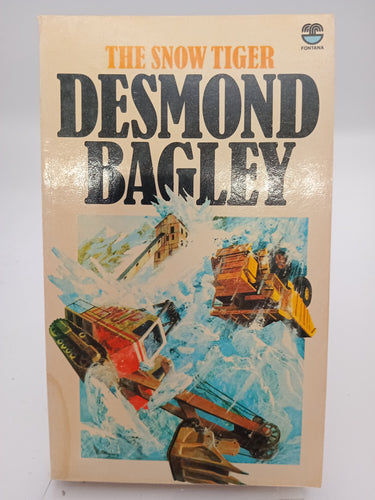 THE SNOW TIGER
DESMOND
BAGLEY
FONTANA